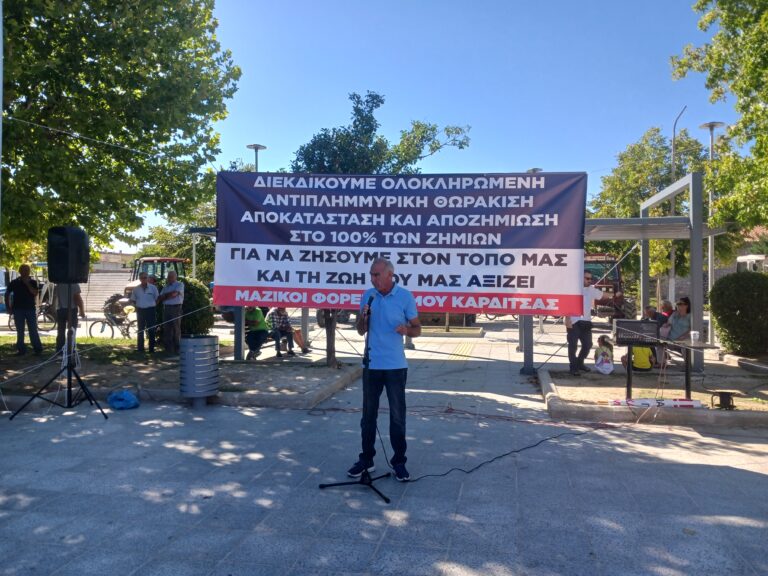 ΔΙΕΚΔΙΚΟΥΜΕ ΟΛΟΚΛΗΡΩΜΕΝΗ
ΑΝΤΙΠΛΗΜΜΥΡΙΚΗ ΘΩΡΑΚΙΣΗ
ΑΠΟΚΑΤΑΣΤΑΣΗ ΚΑΙ ΑΠΟΖΗΜΙΩΣΗ
ΣΤΟ 100% ΤΩΝ ΖΗΜΙΩΝ
ΓΙΑ ΝΑ ΖΗΣΟΥΜΕ ΣΤΟΝ ΤΟΠΟ ΜΑΣ
ΚΑΙ ΤΗ ΖΩΗ ΜΑΣ ΑΞΙΖΕΙ
ΜΑΖΙΚΟΙ ΚΑΡΔΙΤΣΑΣ